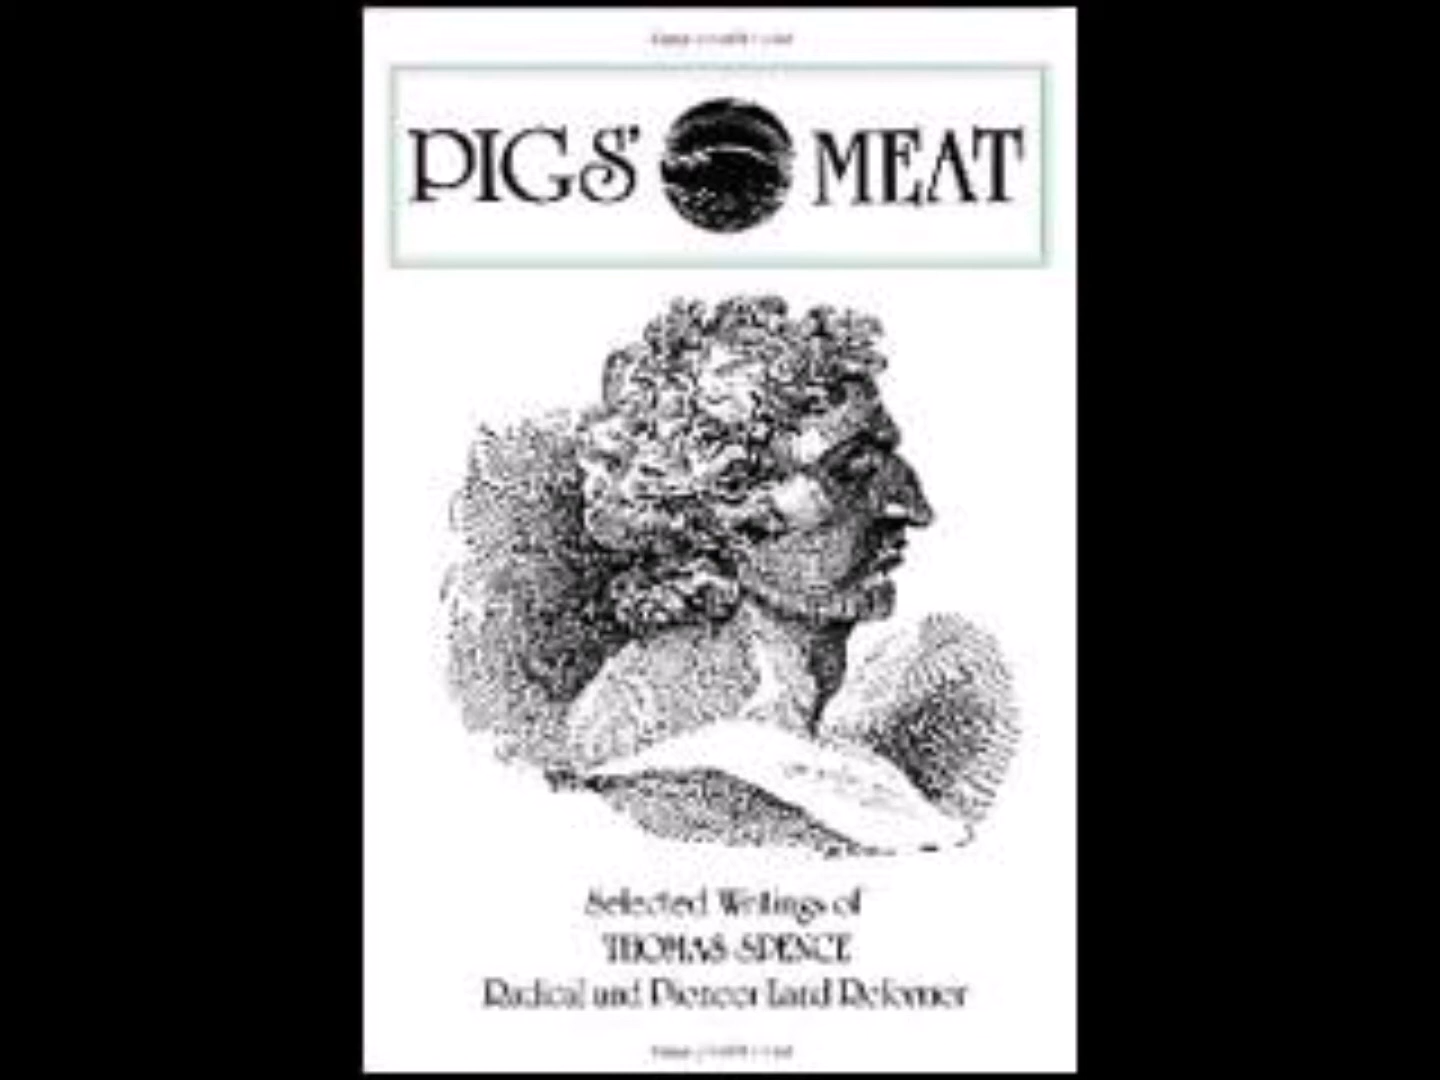 PIGS' MEAT
Selected Writings of
THOMAS SPENCE
Radical and Pioneer Land Reformer